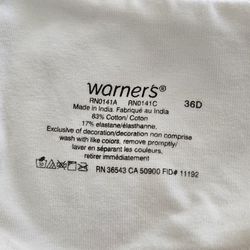 warner's®
RN0141A RN0141C 36D
Made in India. Fabriqué au India
83% Cotton/ Coton
17% elastane/élasthanne.
Exclusive of decoration/decoration non comprise
wash with like colors, remove promptly/
laver en séparant les couleurs,
retirer immédiatement
RN 36543 CA 50900 FID# 11192